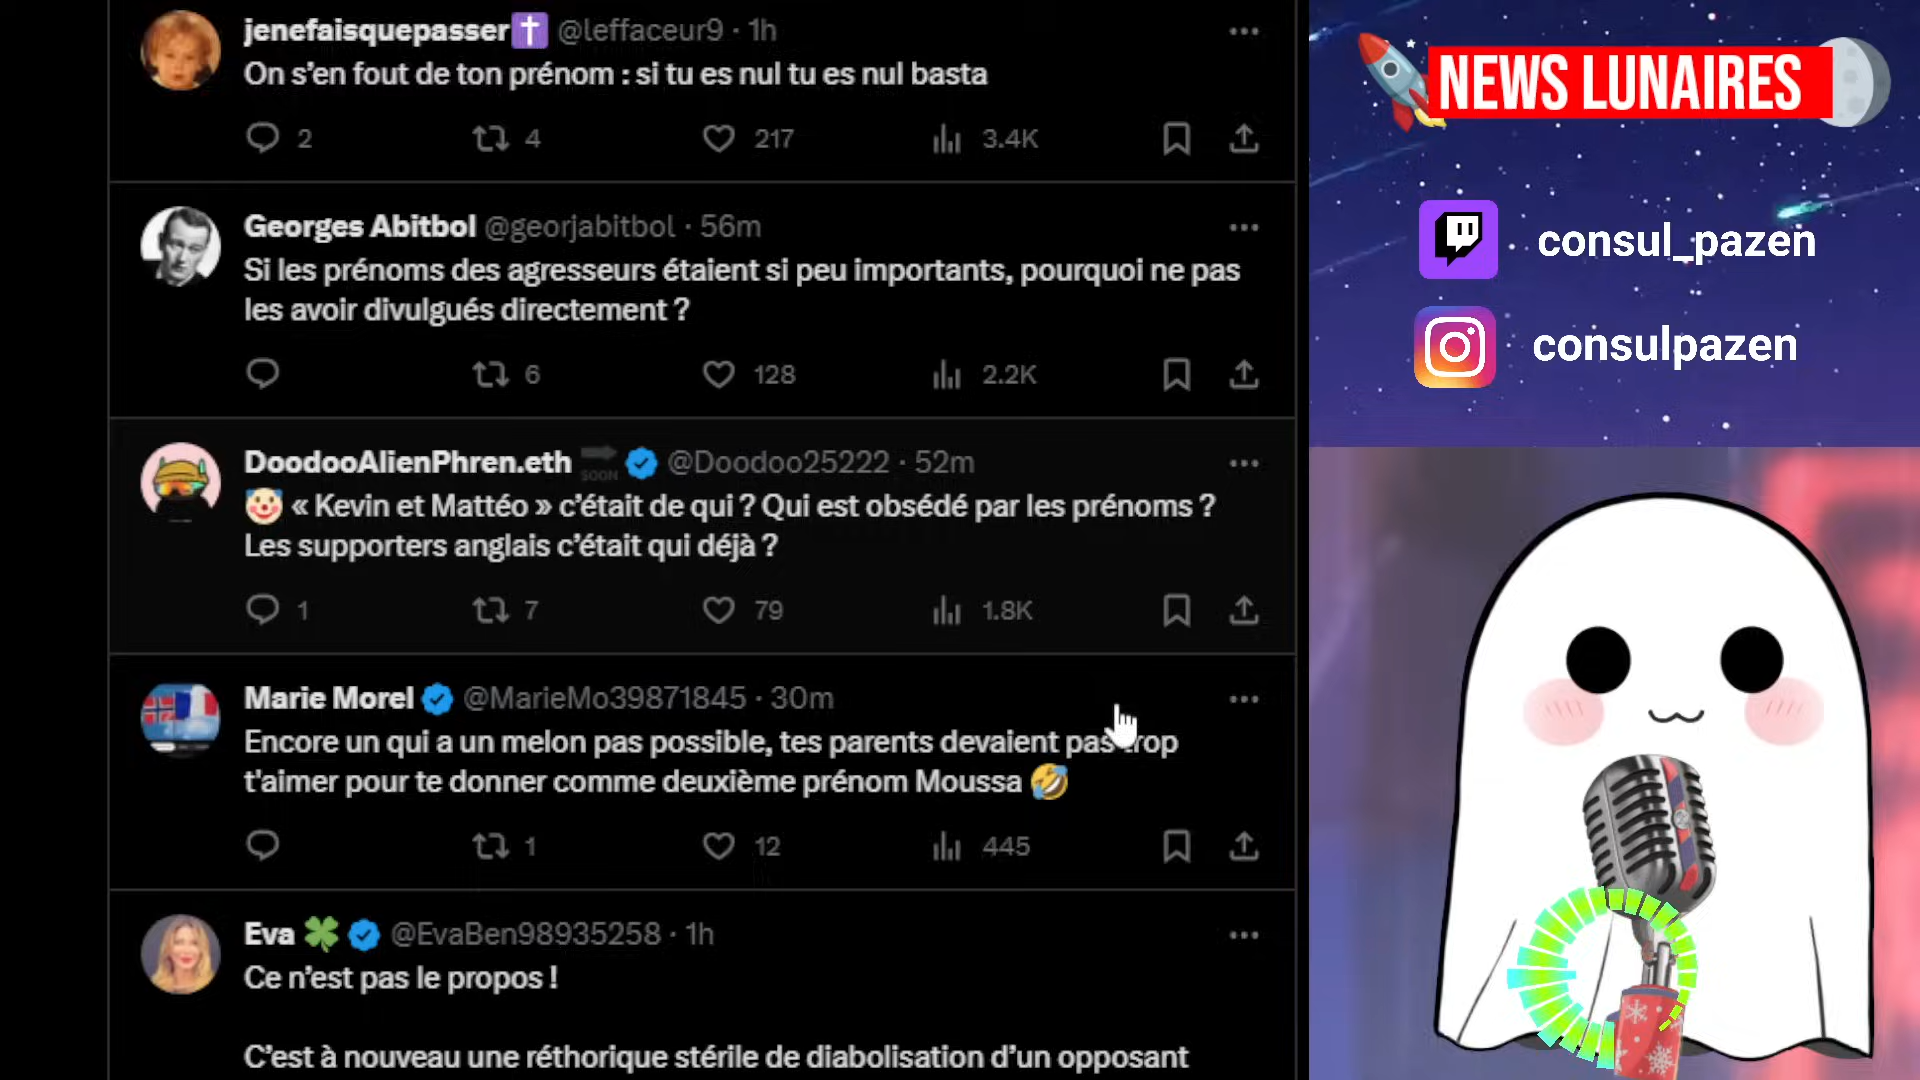 jenefaisquepasser✝️ @leffaceur9 · 1h
On s'en fout de ton prénom : si tu es nul tu es nul basta
2 4 217 3.4K
Georges Abitbol @georjabitbol · 56m
Si les prénoms des agresseurs étaient si peu importants, pourquoi ne pas
les avoir divulgués directement ?
6 128 2.2K
DoodooAlienPhren.eth SOON @Doodoo25222 · 52m
🤡 « Kevin et Mattéo » c'était de qui ? Qui est obsédé par les prénoms ?
Les supporters anglais c'était qui déjà ?
1 7 79 1.8K
Marie Morel @MarieMo39871845 · 30m
Encore un qui a un melon pas possible, tes parents devaient pas trop
t'aimer pour te donner comme deuxième prénom Moussa 🤣
1 12 445
Eva 🍀 @EvaBen98935258 · 1h
Ce n'est pas le propos !
C'est à nouveau une réthorique stérile de diabolisation d'un opposant
NEWS LUNAIRES
consul_pazen
consulpazen